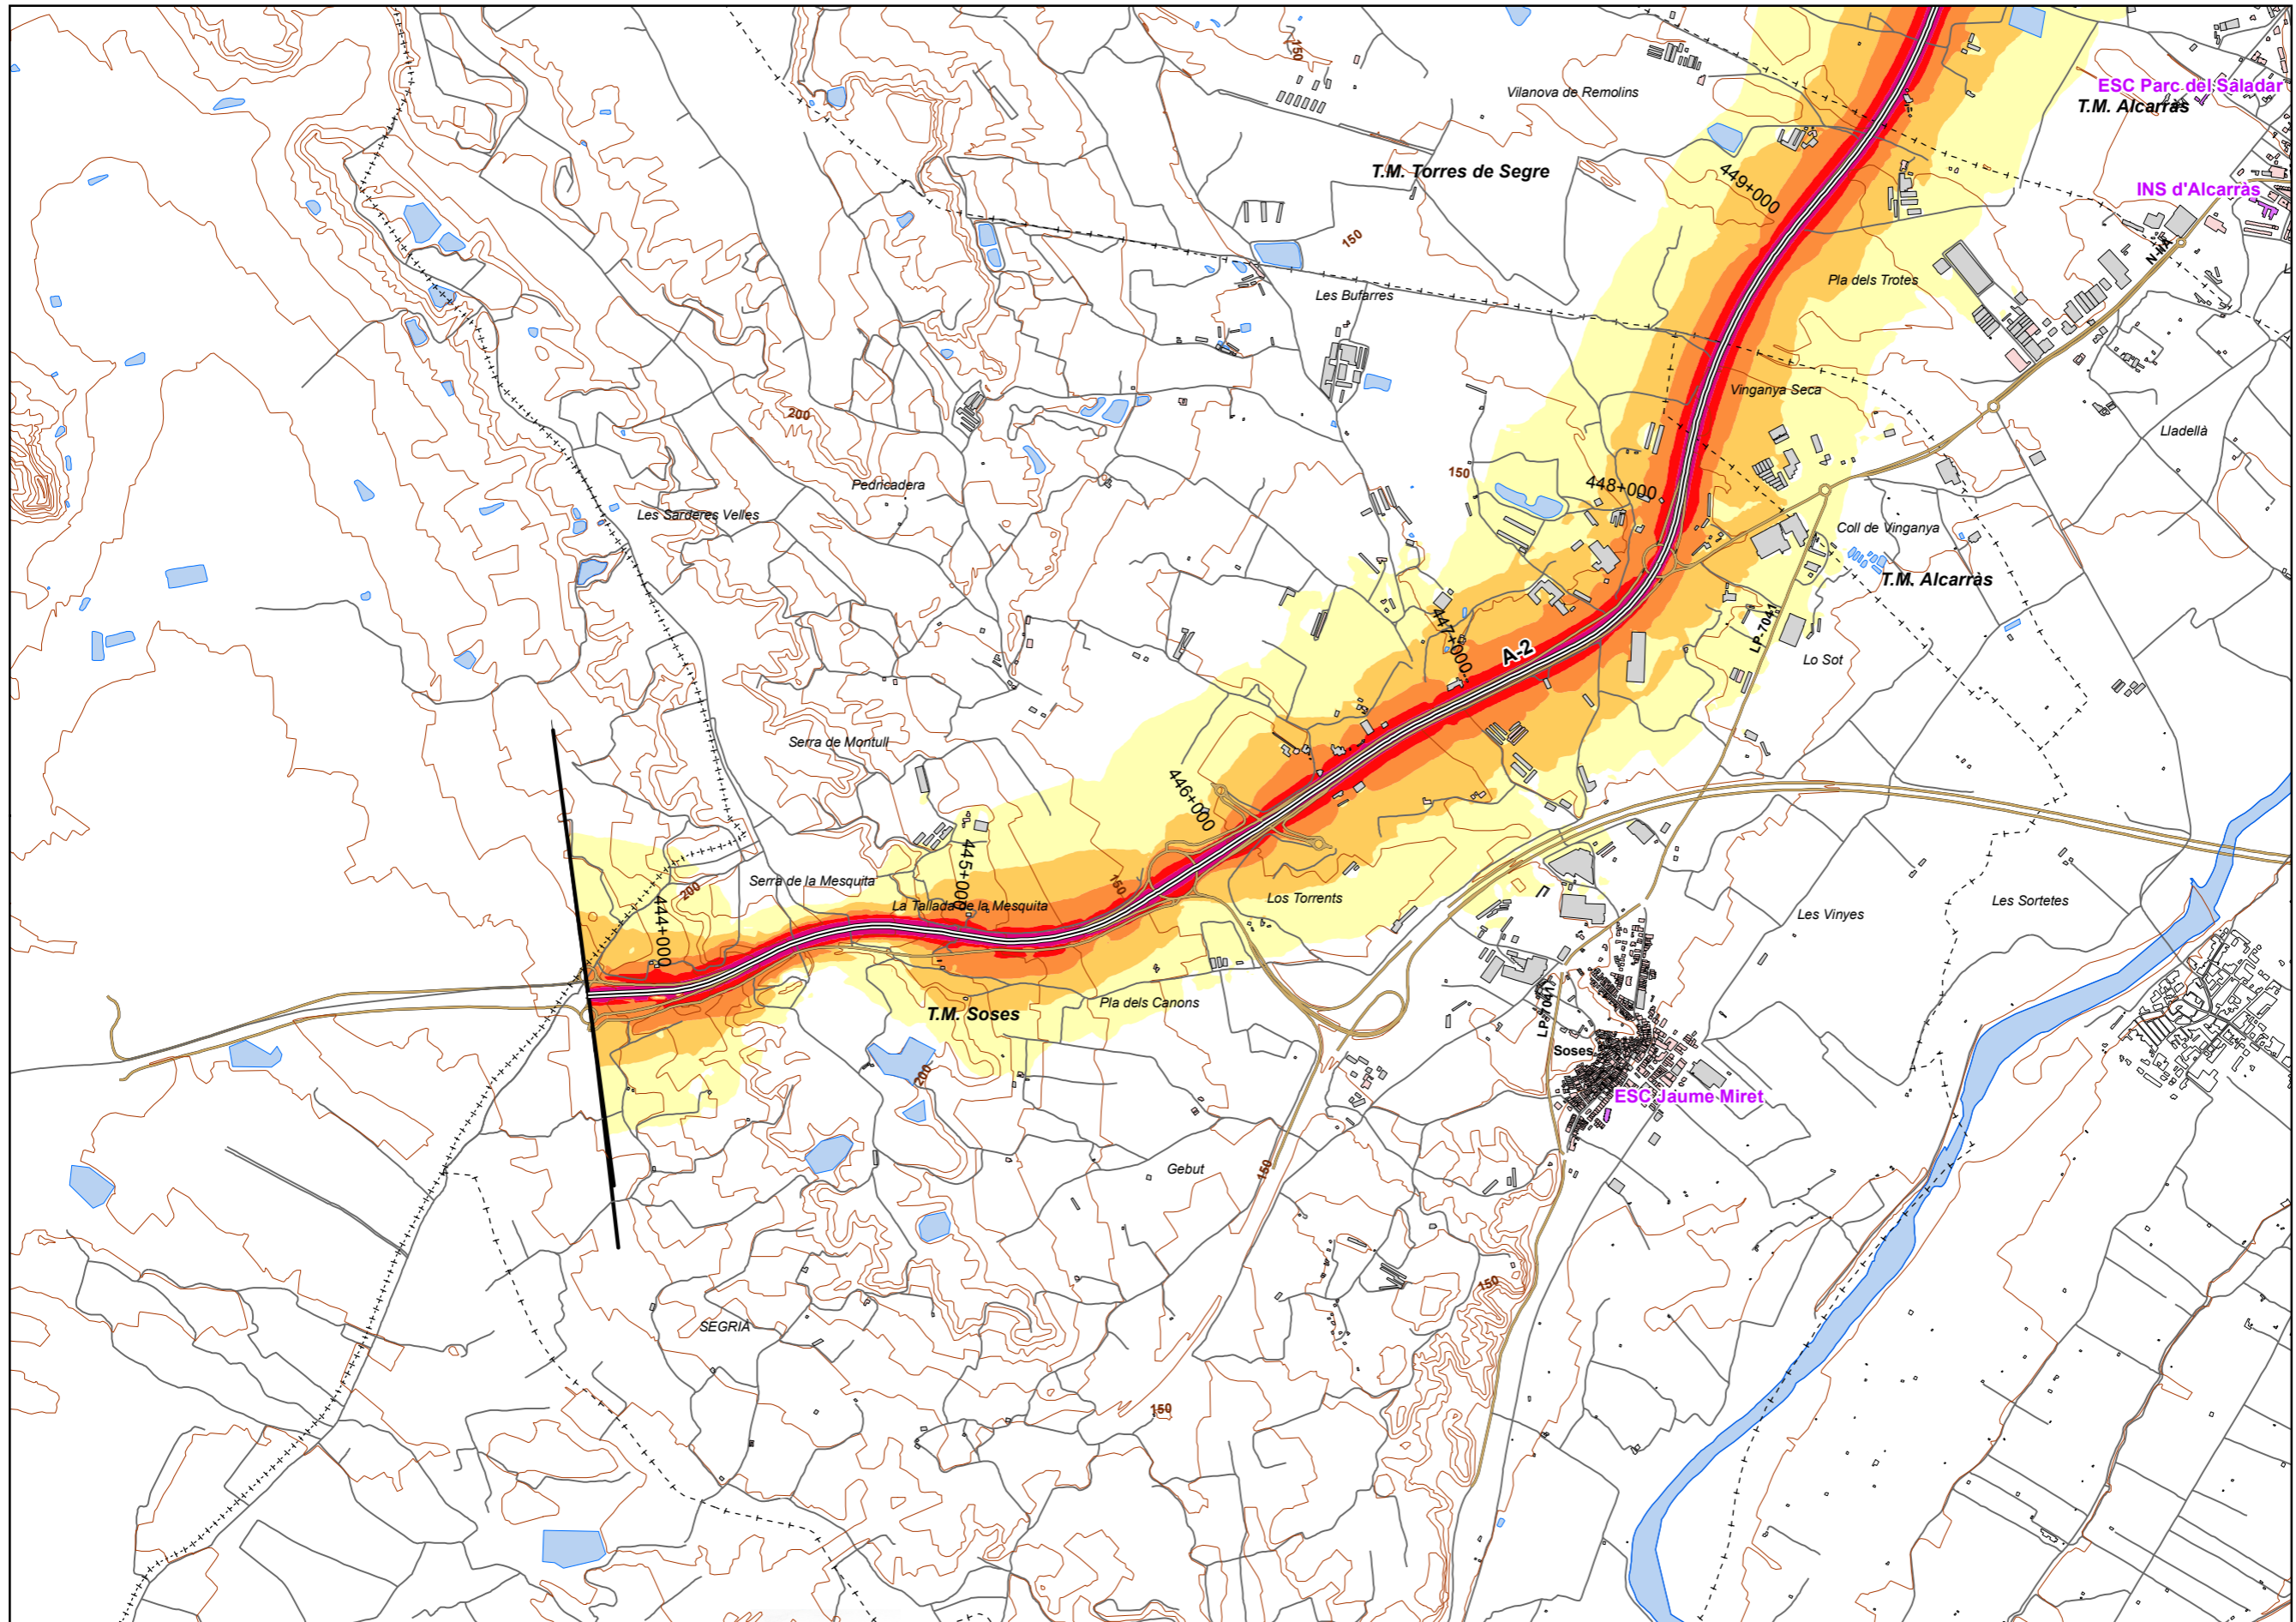 150
Vilanova de Remolins
ESC Parc del Saladar
T.M. Alcarràs
T.M. Torres de Segre
449+000
INS d'Alcarràs
150
N-IIA
Pla dels Trotes
Les Bufarres
Vinganya Seca
200
Lladellà
150
Pedricadera
448+000
Les Sarderes Velles
Coll de Vinganya
T.M. Alcarràs
447+000
LP-7041
A-2
Lo Sot
Serra de Montull
446+000
445+000
Serra de la Mesquita
200
150
La Tallada de la Mesquita
Los Torrents
Les Sortetes
Les Vinyes
444+000
Pla dels Canons
T.M. Soses
LP-7041
Soses
200
ESC Jaume Miret
Gebut
150
150
SEGRIÀ
150